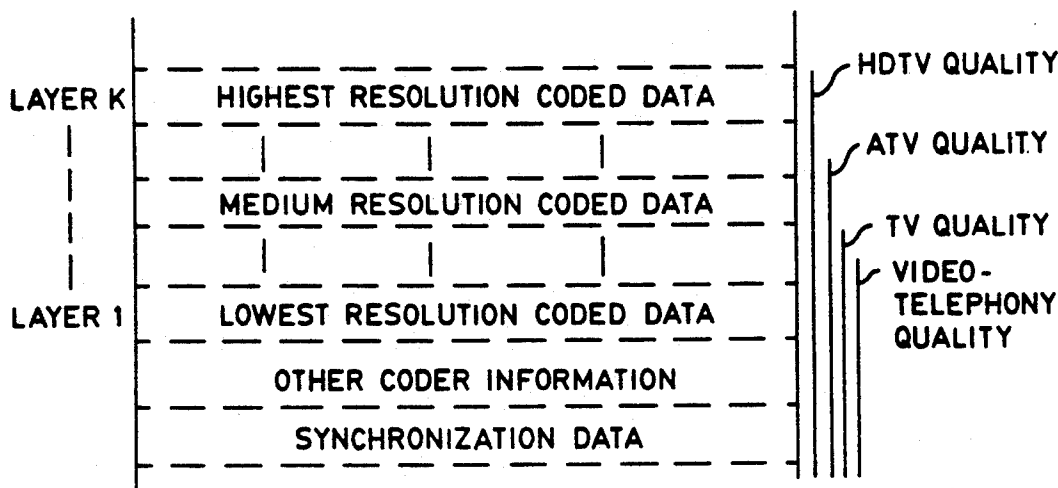 HDTV QUALITY
LAYER K
HIGHEST RESOLUTION CODED DATA
ATV QUALITY
MEDIUM RESOLUTION CODED DATA
TV QUALITY
VIDEO-
TELEPHONY
QUALITY
LAYER 1
LOWEST RESOLUTION CODED DATA
OTHER CODER INFORMATION
SYNCHRONIZATION DATA